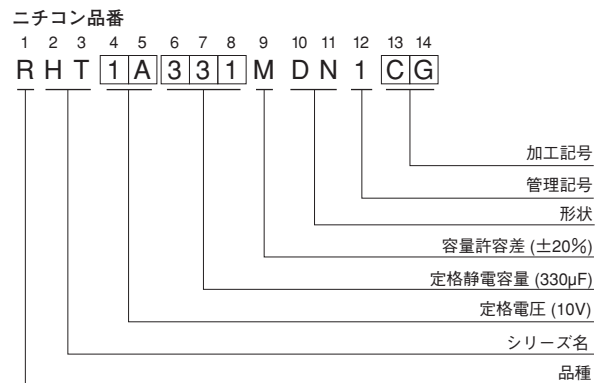 ニチコン品番
1 2 3 4 5 6 7 8 9 10 11 12 13 14
R H T 1 A 3 3 1 M D N 1 C G
加工記号
管理記号
形状
容量許容差 (±20%)
定格静電容量 (330µF)
定格電圧 (10V)
シリーズ名
品種